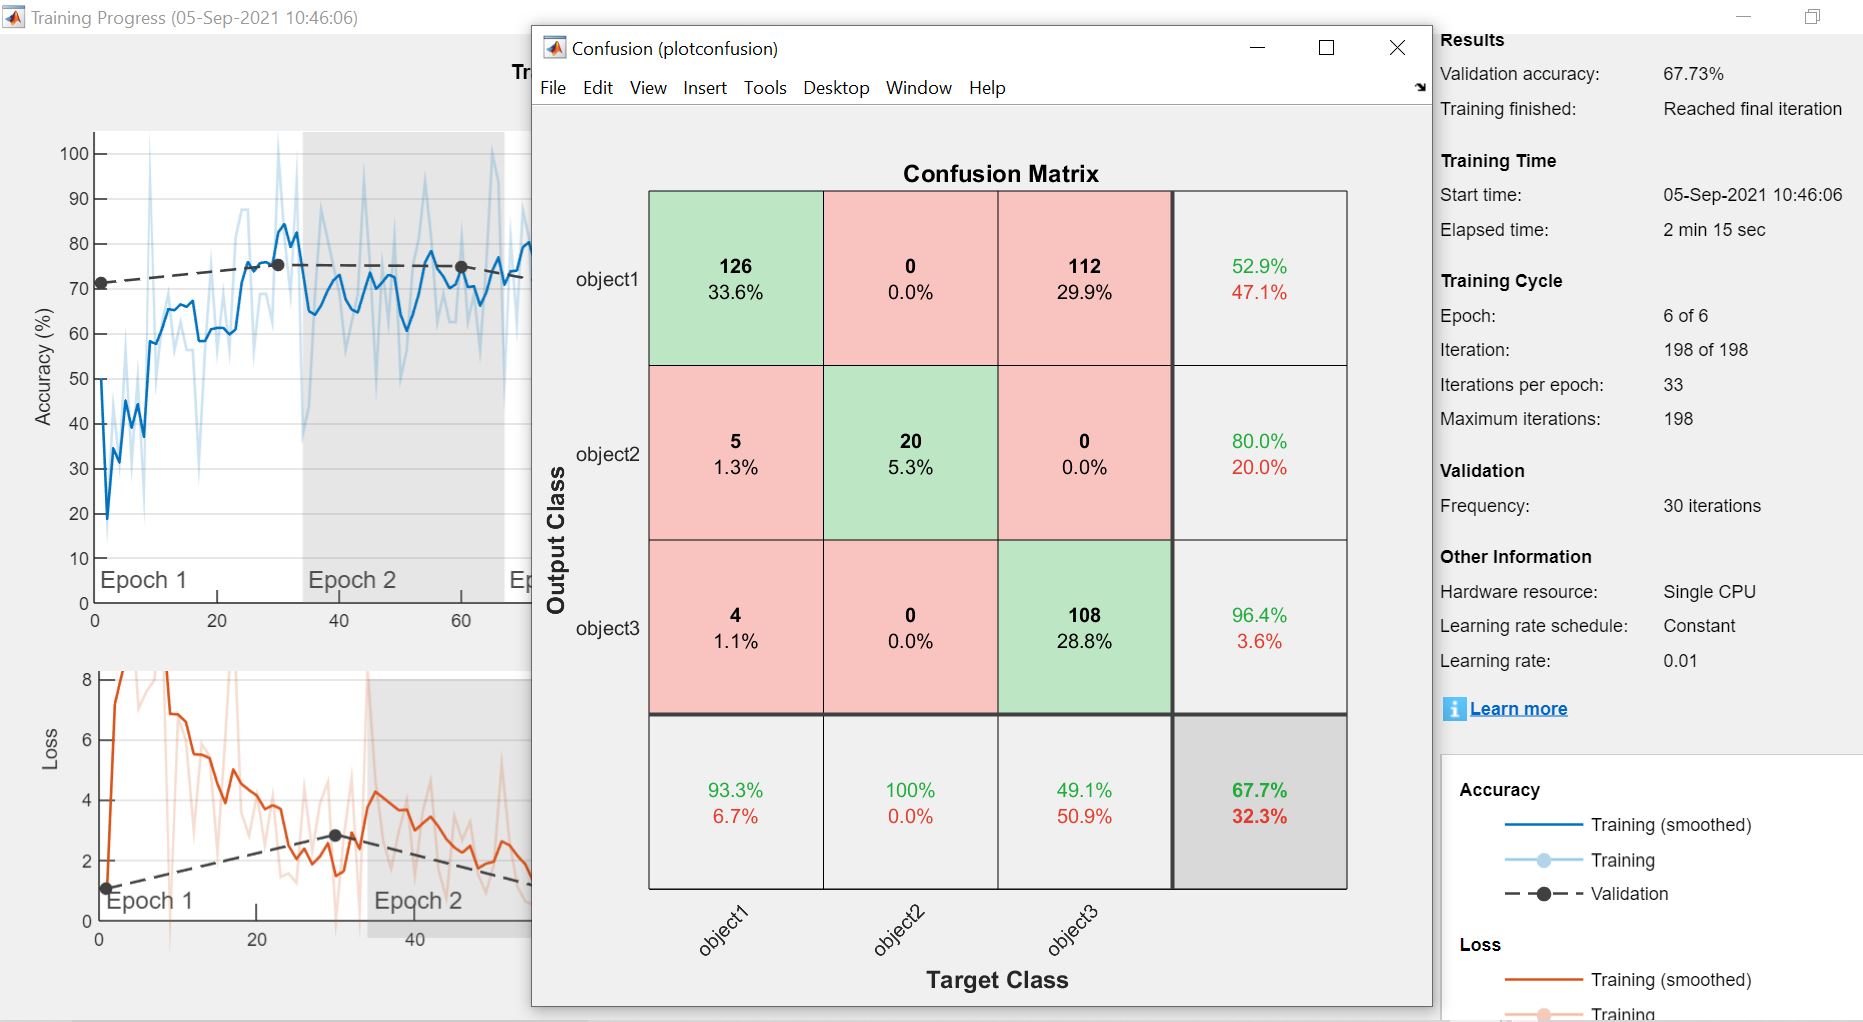 Training Progress (05-Sep-2021 10:46:06)
Tr
100
90
80
70
60
50
40
30
20
10
0
Accuracy (%)
Epoch 1
Epoch 2
Ep
0
20
40
60
8
6
4
2
0
Loss
Epoch 1
Epoch 2
0
20
40
Confusion (plotconfusion)
File Edit View Insert Tools Desktop Window Help
Confusion Matrix
Output Class
object1
126
33.6%
0
0.0%
112
29.9%
52.9%
47.1%
object2
5
1.3%
20
5.3%
0
0.0%
80.0%
20.0%
object3
4
1.1%
0
0.0%
108
28.8%
96.4%
3.6%
93.3%
6.7%
100%
0.0%
49.1%
50.9%
67.7%
32.3%
object1
object2
object3
Target Class
Results
Validation accuracy: 67.73%
Training finished: Reached final iteration
Training Time
Start time: 05-Sep-2021 10:46:06
Elapsed time: 2 min 15 sec
Training Cycle
Epoch: 6 of 6
Iteration: 198 of 198
Iterations per epoch: 33
Maximum iterations: 198
Validation
Frequency: 30 iterations
Other Information
Hardware resource: Single CPU
Learning rate schedule: Constant
Learning rate: 0.01
i Learn more
Accuracy
Training (smoothed)
Training
Validation
Loss
Training (smoothed)
Training